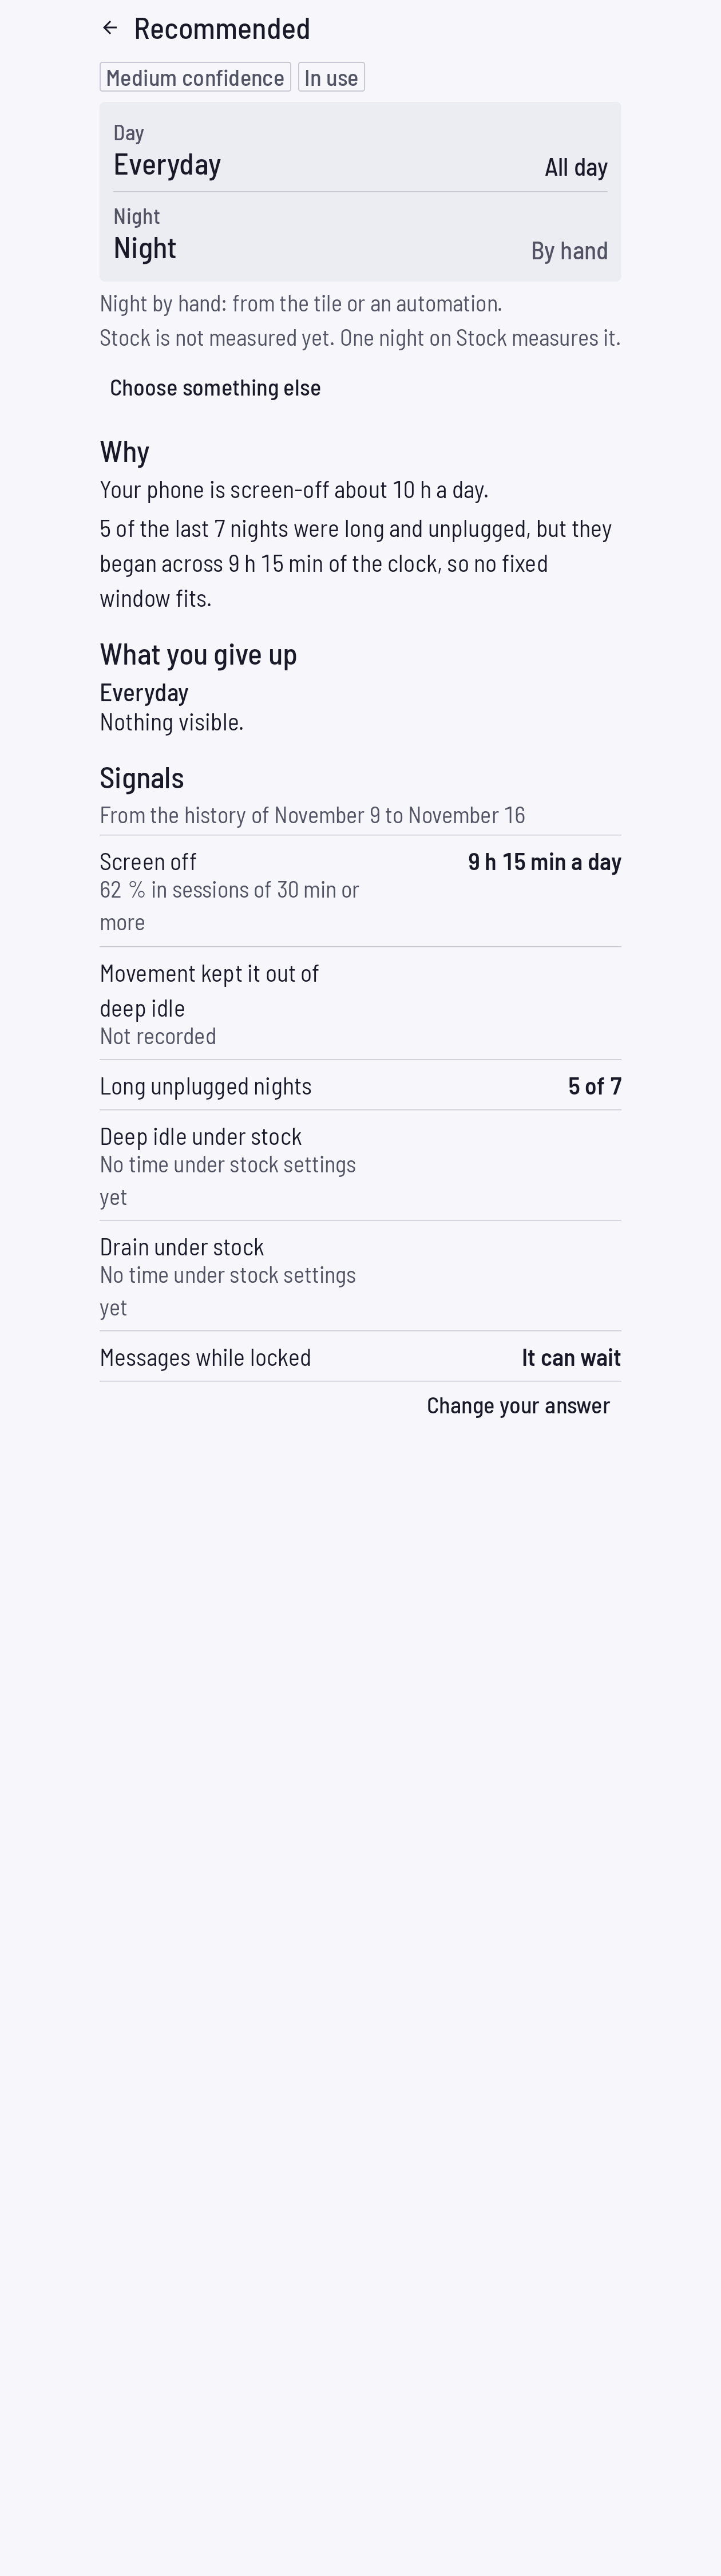 Recommended
Medium confidence
In use
Day
Everyday
All day
Night
Night
By hand
Night by hand: from the tile or an automation.
Stock is not measured yet. One night on Stock measures it.
Choose something else
Why
Your phone is screen-off about 10 h a day.
5 of the last 7 nights were long and unplugged, but they
began across 9 h 15 min of the clock, so no fixed
window fits.
What you give up
Everyday
Nothing visible.
Signals
From the history of November 9 to November 16
Screen off
9 h 15 min a day
62 % in sessions of 30 min or
more
Movement kept it out of
deep idle
Not recorded
Long unplugged nights
5 of 7
Deep idle under stock
No time under stock settings
yet
Drain under stock
No time under stock settings
yet
Messages while locked
It can wait
Change your answer